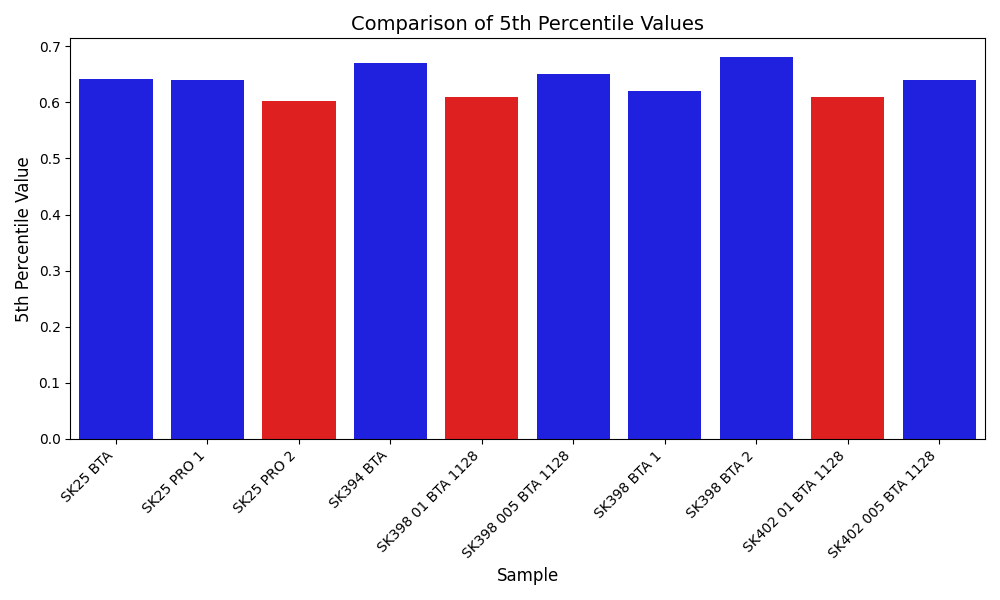 Comparison of 5th Percentile Values
5th Percentile Value
0.7
0.6
0.5
0.4
0.3
0.2
0.1
0.0
SK25 BTA
SK25 PRO 1
SK25 PRO 2
SK394 BTA
SK398 01 BTA 1128
SK398 005 BTA 1128
SK398 BTA 1
SK398 BTA 2
SK402 01 BTA 1128
SK402 005 BTA 1128
Sample